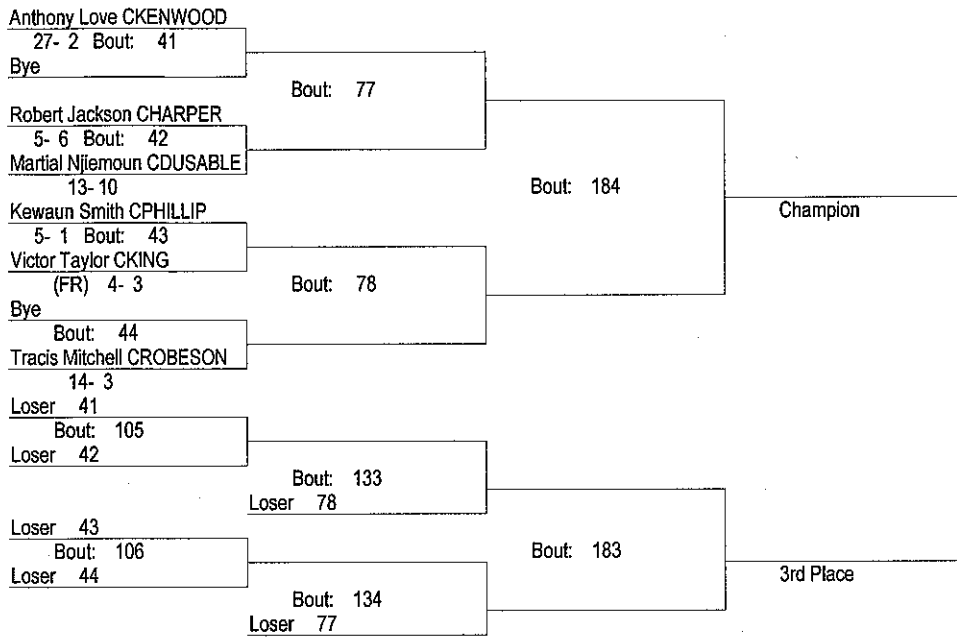 Anthony Love CKENWOOD
27- 2 Bout: 41
Bye
Bout: 77
Robert Jackson CHARPER
5- 6 Bout: 42
Martial Njiemoun CDUSABLE
13- 10
Bout: 184
Kewaun Smith CPHILLIP
Champion
5- 1 Bout: 43
Victor Taylor CKING
(FR) 4- 3
Bout: 78
Bye
Bout: 44
Tracis Mitchell CROBESON
14- 3
Loser 41
Bout: 105
Loser 42
Bout: 133
Loser 78
Loser 43
Bout: 106
Bout: 183
Loser 44
3rd Place
Bout: 134
Loser 77